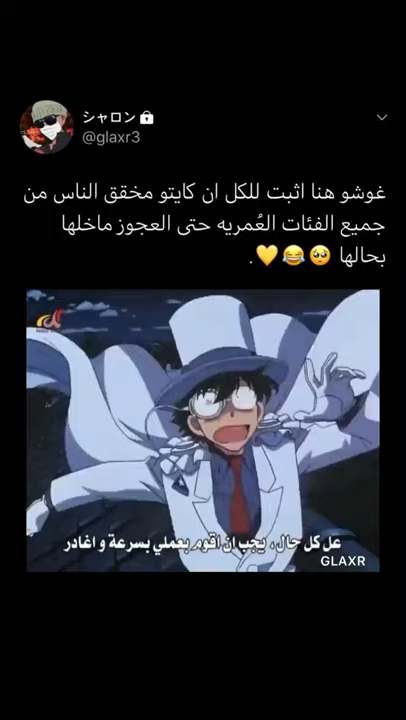 シャロン
@glaxr3
غوشو هنا اثبت للكل ان كايتو مخقق الناس من
جميع الفئات العُمريه حتى العجوز ماخلها
بحالها 🥺😂💛.
عل كل حال، يجب ان اقوم بعملي بسرعة و اغادر
GLAXR